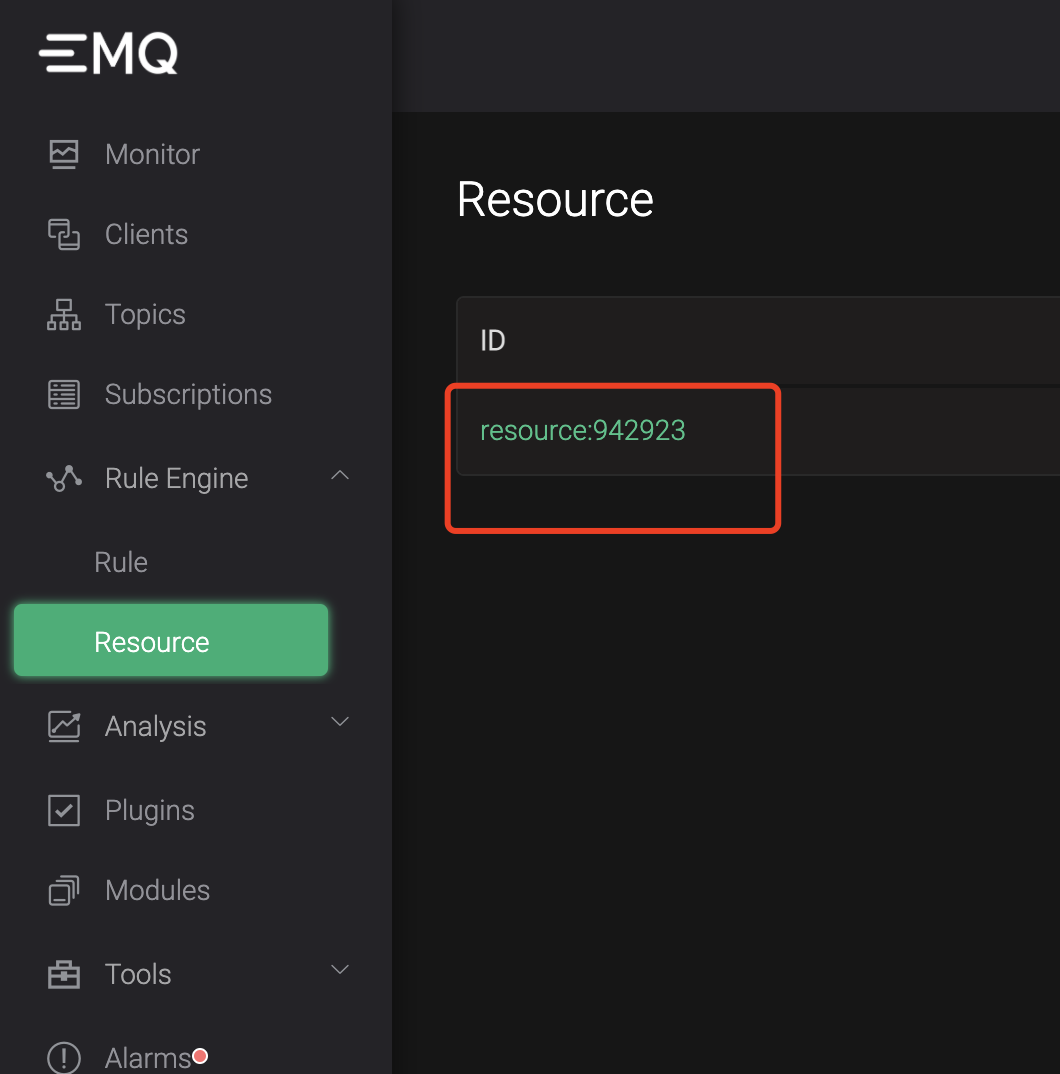 EMQ
Monitor
Clients
Topics
Subscriptions
Rule Engine
Rule
Resource
Analysis
Plugins
Modules
Tools
Alarms
Resource
ID
resource:942923